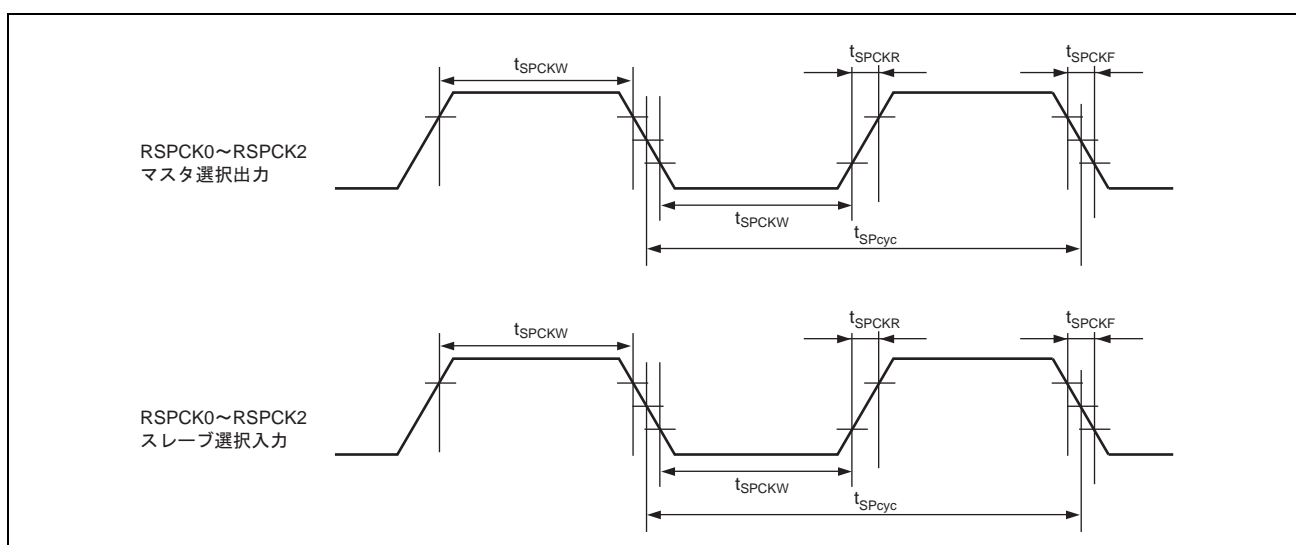 tSPCKW
tSPCKR
tSPCKF
RSPCK0～RSPCK2
マスタ選択出力
tSPCKW
tSPcyc
tSPCKW
tSPCKR
tSPCKF
RSPCK0～RSPCK2
スレーブ選択入力
tSPCKW
tSPcyc